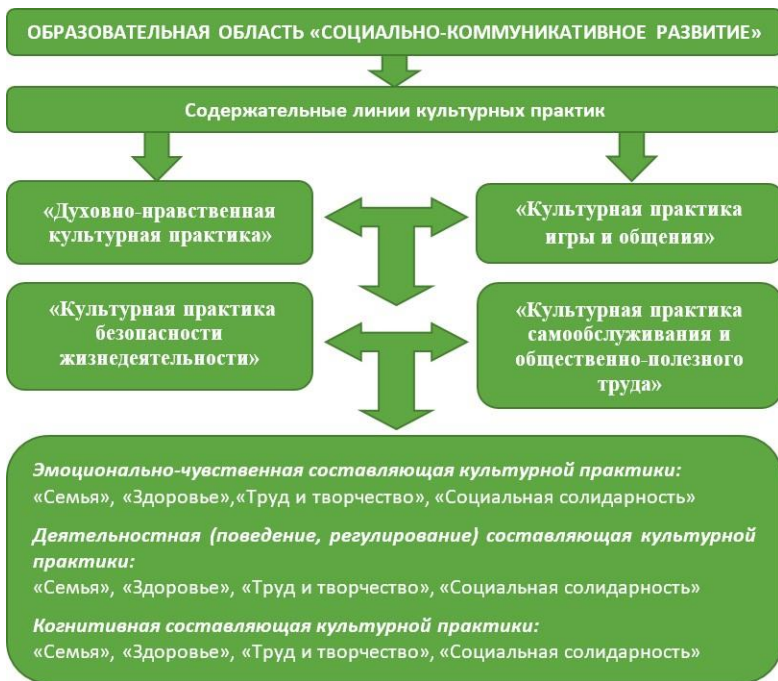 ОБРАЗОВАТЕЛЬНАЯ ОБЛАСТЬ «СОЦИАЛЬНО-КОММУНИКАТИВНОЕ РАЗВИТИЕ»
Содержательные линии культурных практик
«Духовно-нравственная
культурная практика»
«Культурная практика
игры и общения»
«Культурная практика
безопасности
жизнедеятельности»
«Культурная практика
самообслуживания и
общественно-полезного
труда»
Эмоционально-чувственная составляющая культурной практики:
«Семья», «Здоровье»,«Труд и творчество», «Социальная солидарность»
Деятельностная (поведение, регулирование) составляющая культурной
практики:
«Семья», «Здоровье», «Труд и творчество», «Социальная солидарность»
Когнитивная составляющая культурной практики:
«Семья», «Здоровье», «Труд и творчество», «Социальная солидарность»